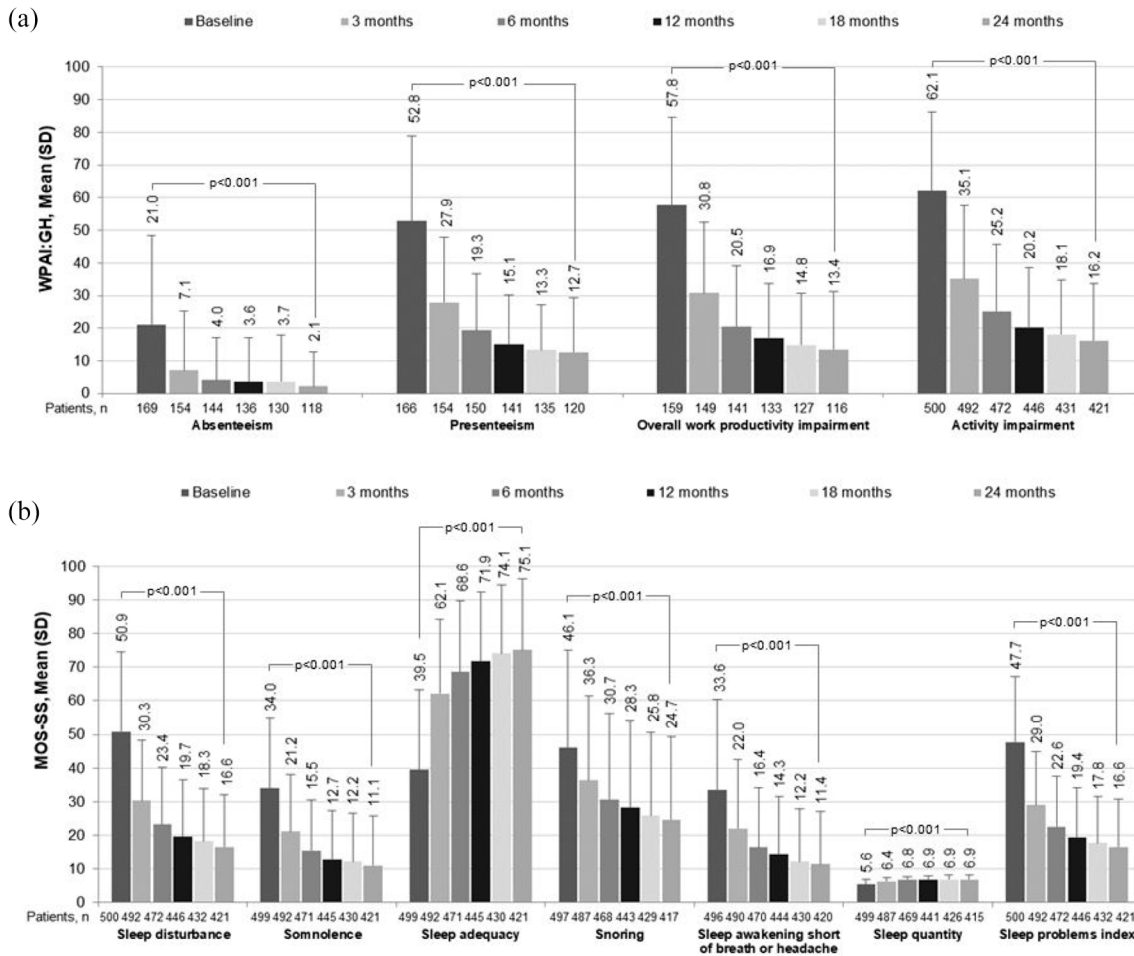 (a)
Baseline 3 months 6 months 12 months 18 months 24 months
WPAI:GH, Mean (SD)
100
90
80
70
60
50
40
30
20
10
0
p<0.001 p<0.001 p<0.001 p<0.001
21.0 7.1 4.0 3.6 3.7 2.1
52.8 27.9 19.3 15.1 13.3 12.7
57.8 30.8 20.5 16.9 14.8 13.4
62.1 35.1 25.2 20.2 18.1 16.2
Patients, n 169 154 144 136 130 118 166 154 150 141 135 120 159 149 141 133 127 116 500 492 472 446 431 421
Absenteeism Presenteeism Overall work productivity impairment Activity impairment
(b)
Baseline 3 months 6 months 12 months 18 months 24 months
MOS-SS, Mean (SD)
100
90
80
70
60
50
40
30
20
10
0
p<0.001 p<0.001 p<0.001 p<0.001 p<0.001 p<0.001 p<0.001
50.9 30.3 23.4 19.7 18.3 16.6
34.0 21.2 15.5 12.7 12.2 11.1
39.5 62.1 68.6 71.9 74.1 75.1
46.1 36.3 30.7 28.3 25.8 24.7
33.6 22.0 16.4 14.3 12.2 11.4
5.6 6.4 6.8 6.9 6.9 6.9
47.7 29.0 22.6 19.4 17.8 16.6
Patients, n 500 492 472 446 432 421 499 492 471 445 430 421 499 492 471 445 430 421 497 487 468 443 429 417 496 490 470 444 430 420 499 487 469 441 426 415 500 492 472 446 432 421
Sleep disturbance Somnolence Sleep adequacy Snoring Sleep awakening short of breath or headache Sleep quantity Sleep problems index